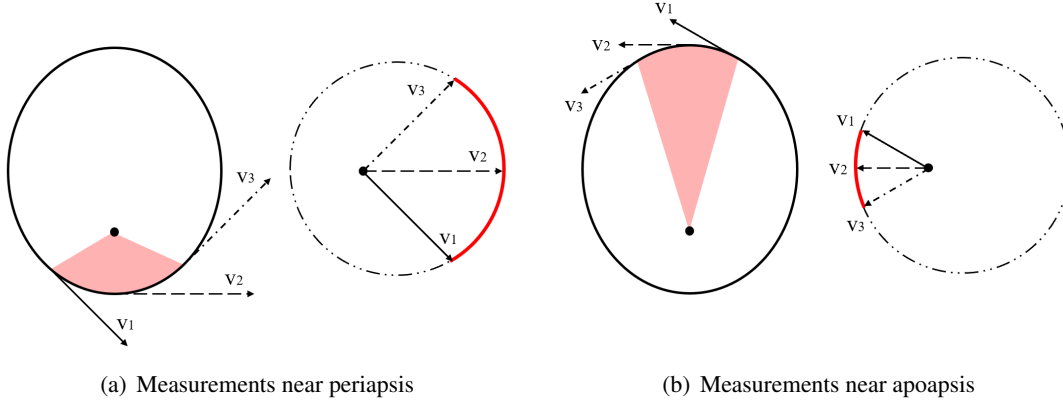 V1
V2
V3
V3
V2
V1
V1
V2
V3
V3
V2
V1
(a) Measurements near periapsis
(b) Measurements near apoapsis